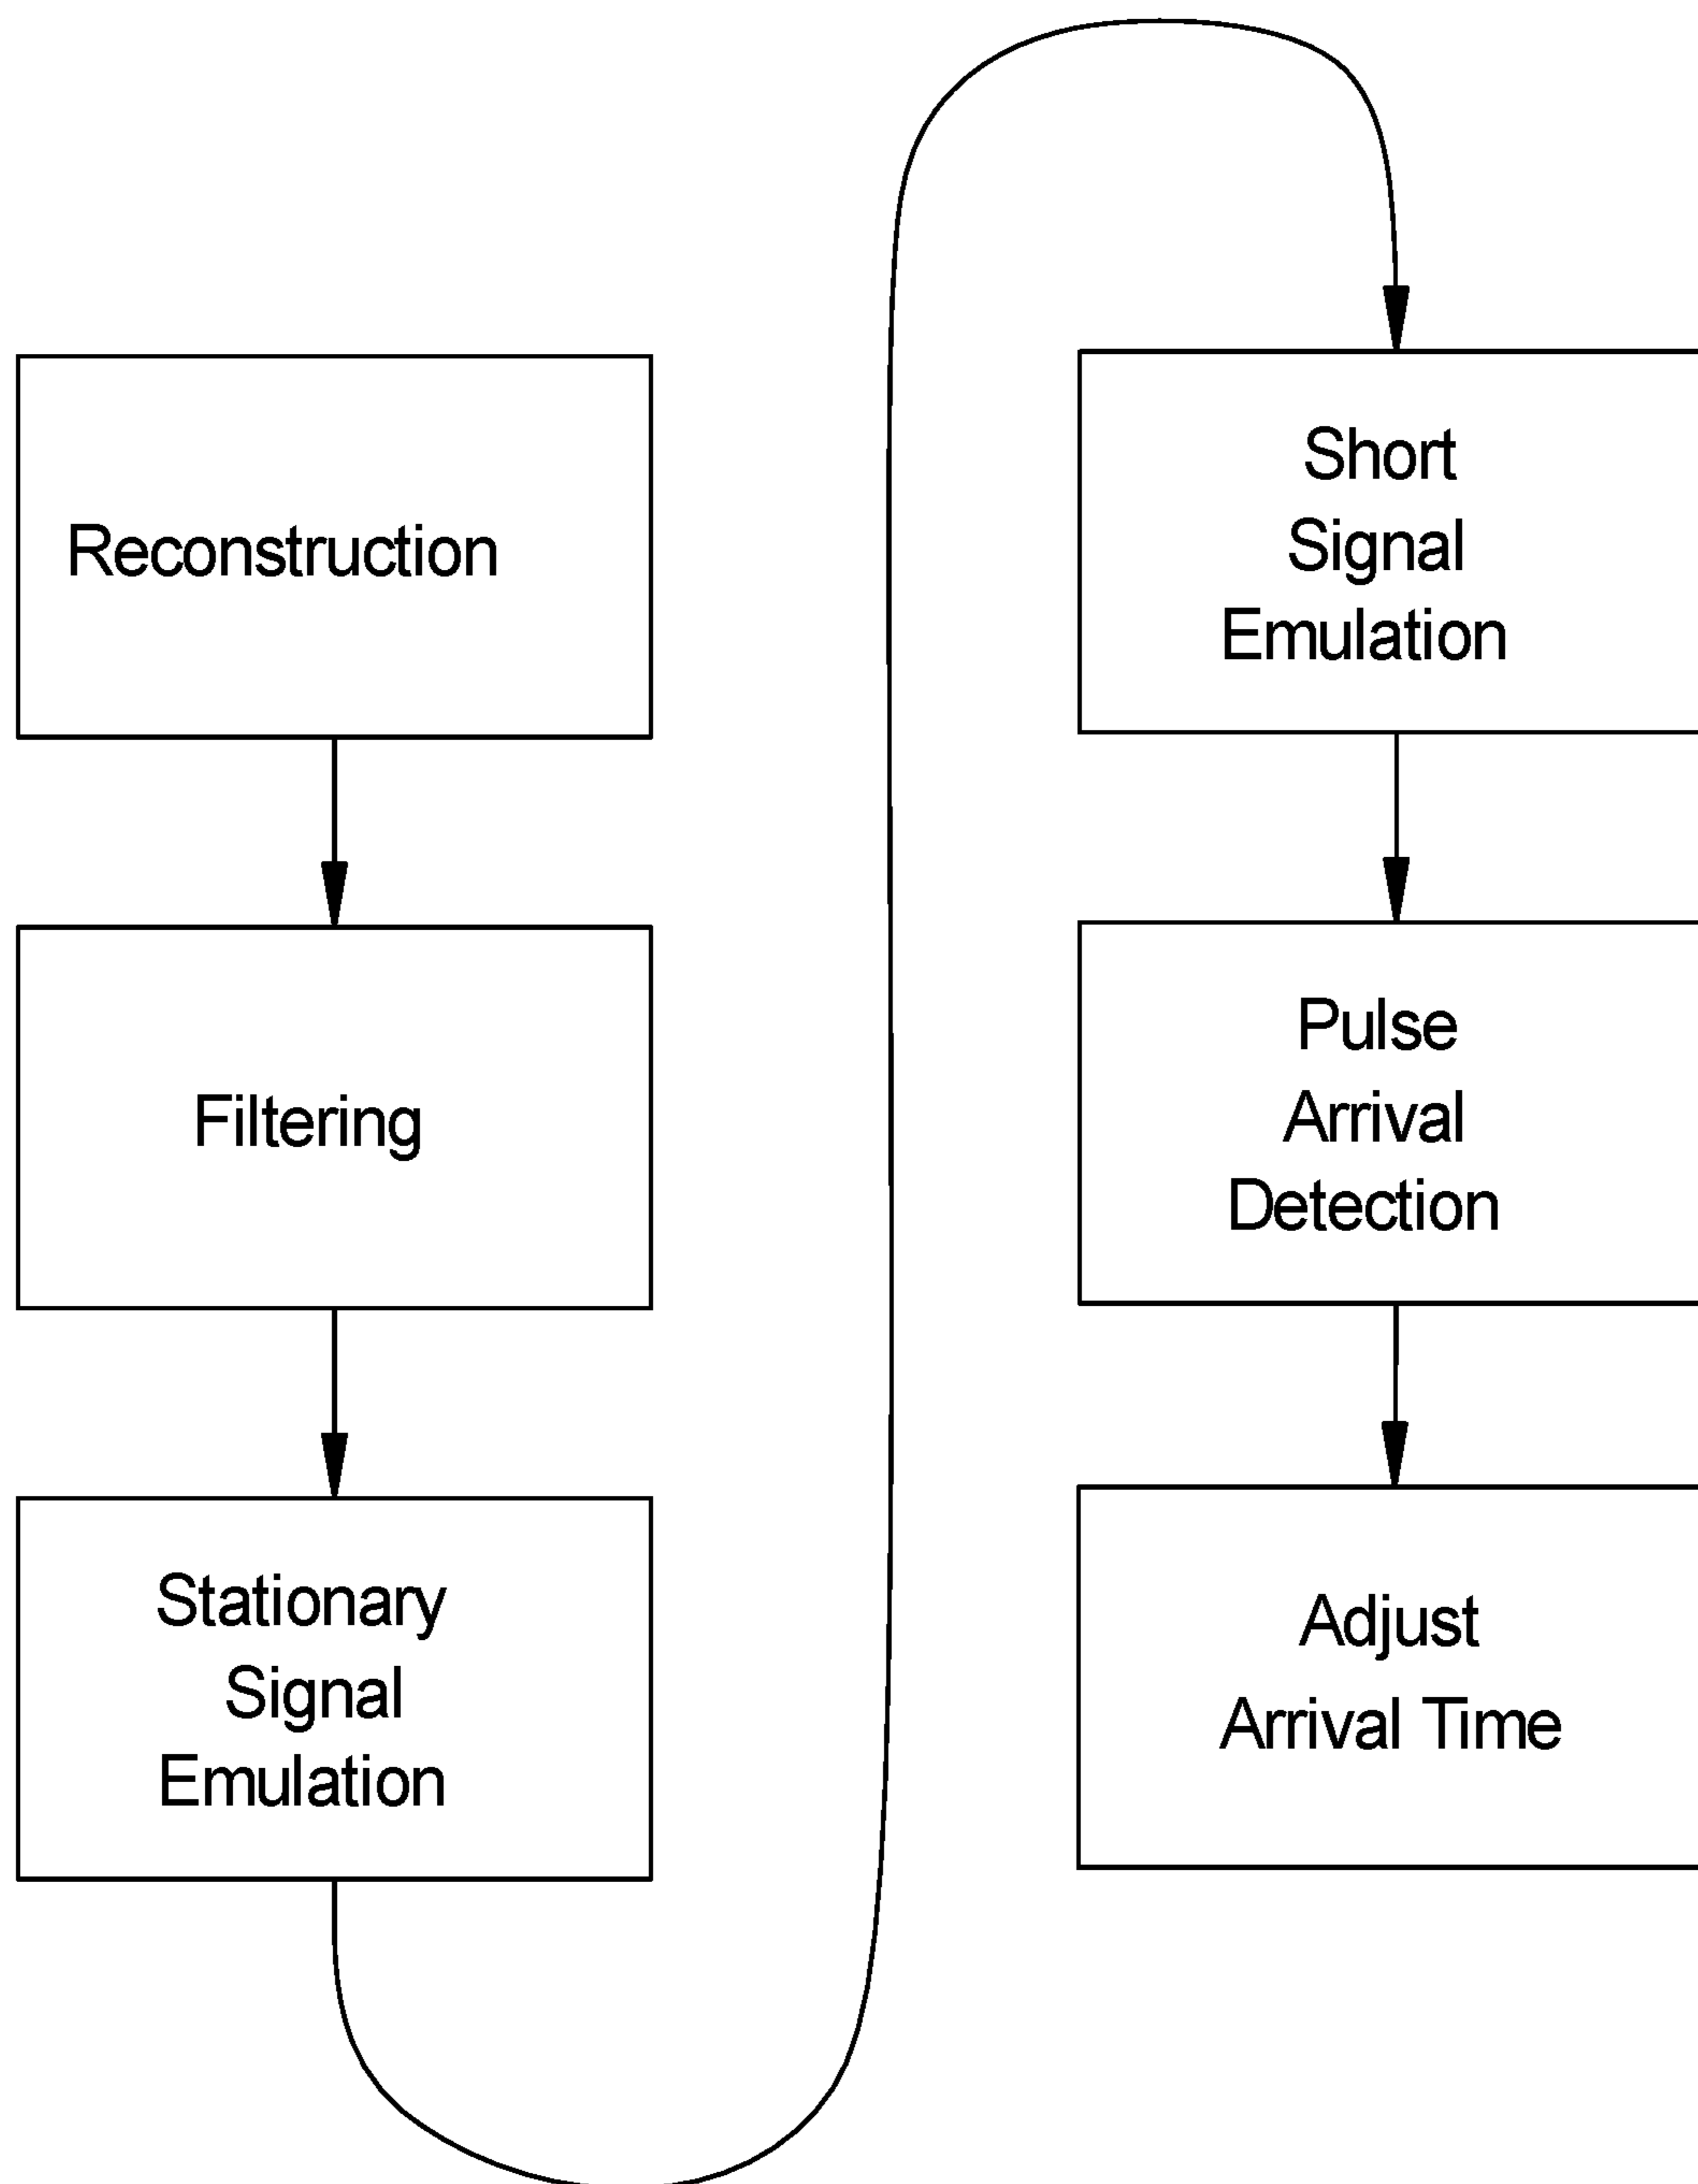 Reconstruction
Filtering
Stationary
Signal
Emulation
Short
Signal
Emulation
Pulse
Arrival
Detection
Adjust
Arrival Time